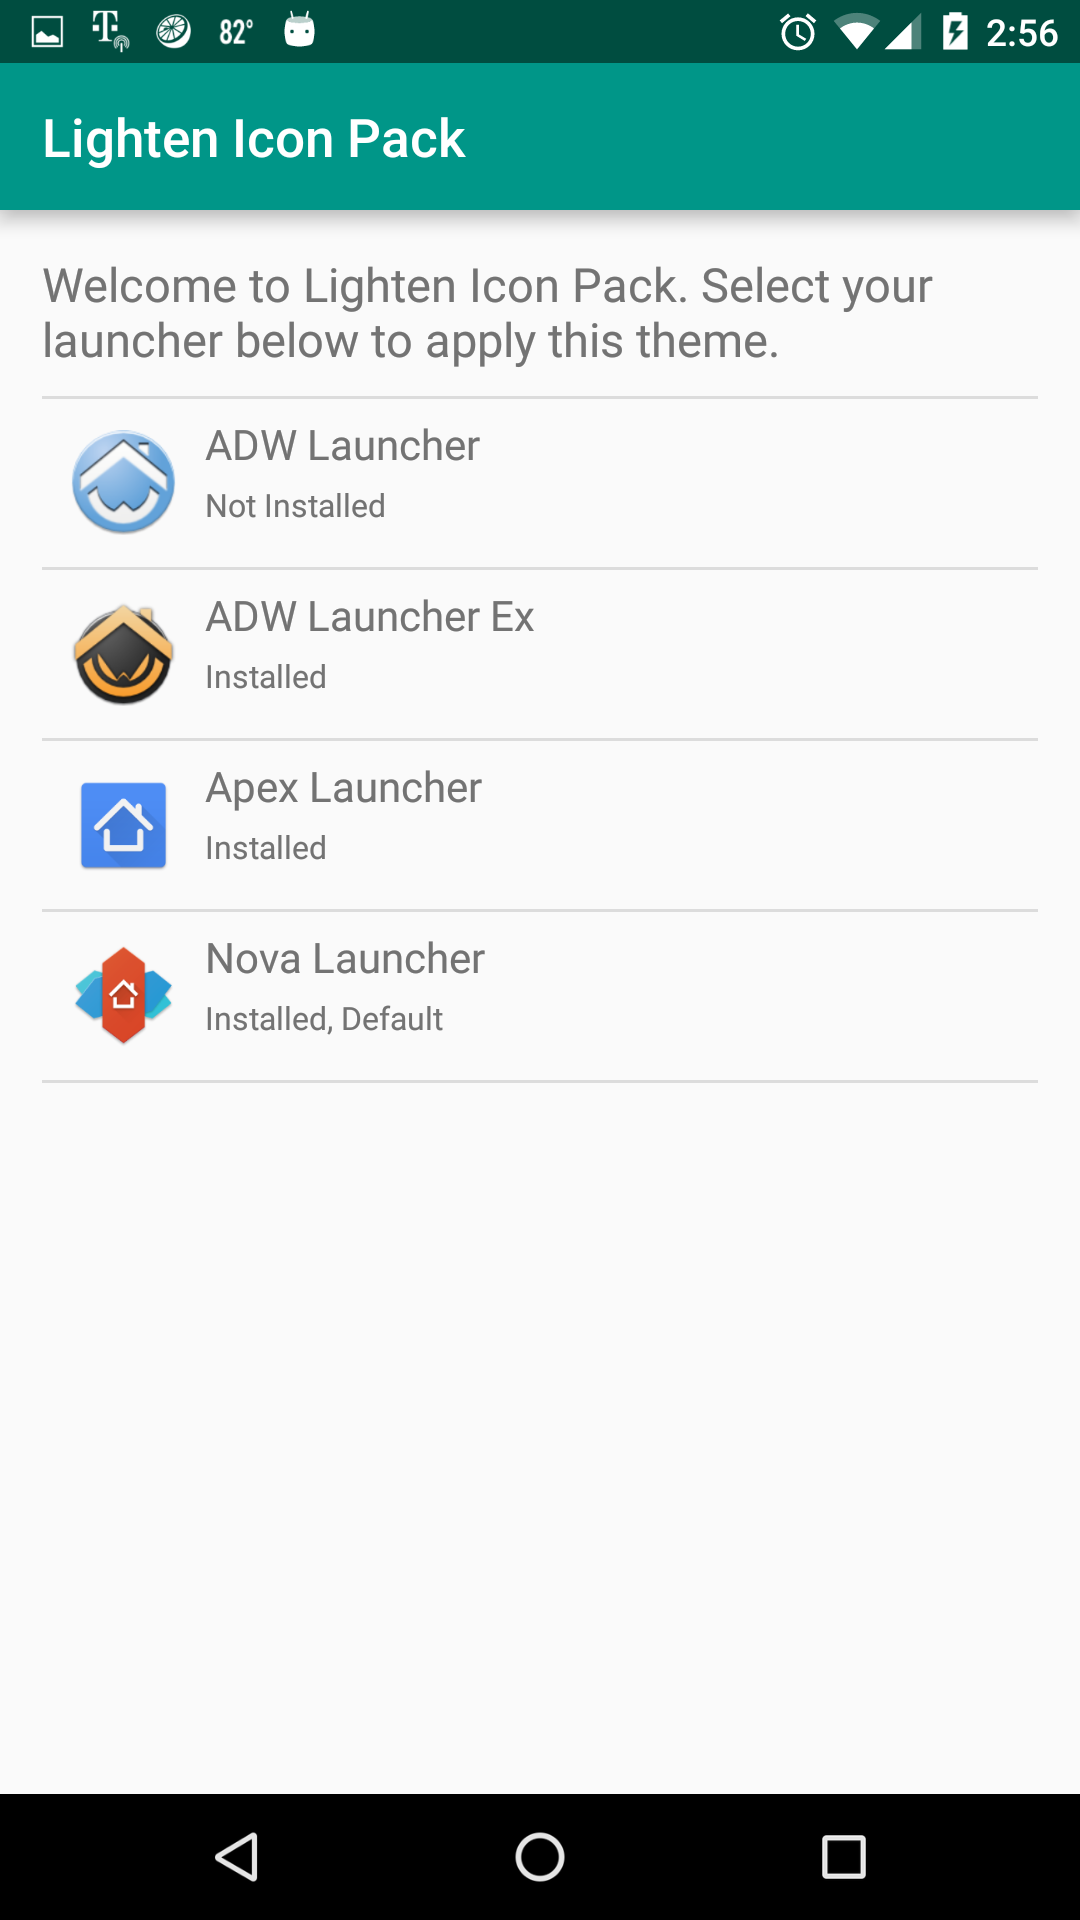 82° 2:56
Lighten Icon Pack
Welcome to Lighten Icon Pack. Select your
launcher below to apply this theme.
ADW Launcher
Not Installed
ADW Launcher Ex
Installed
Apex Launcher
Installed
Nova Launcher
Installed, Default